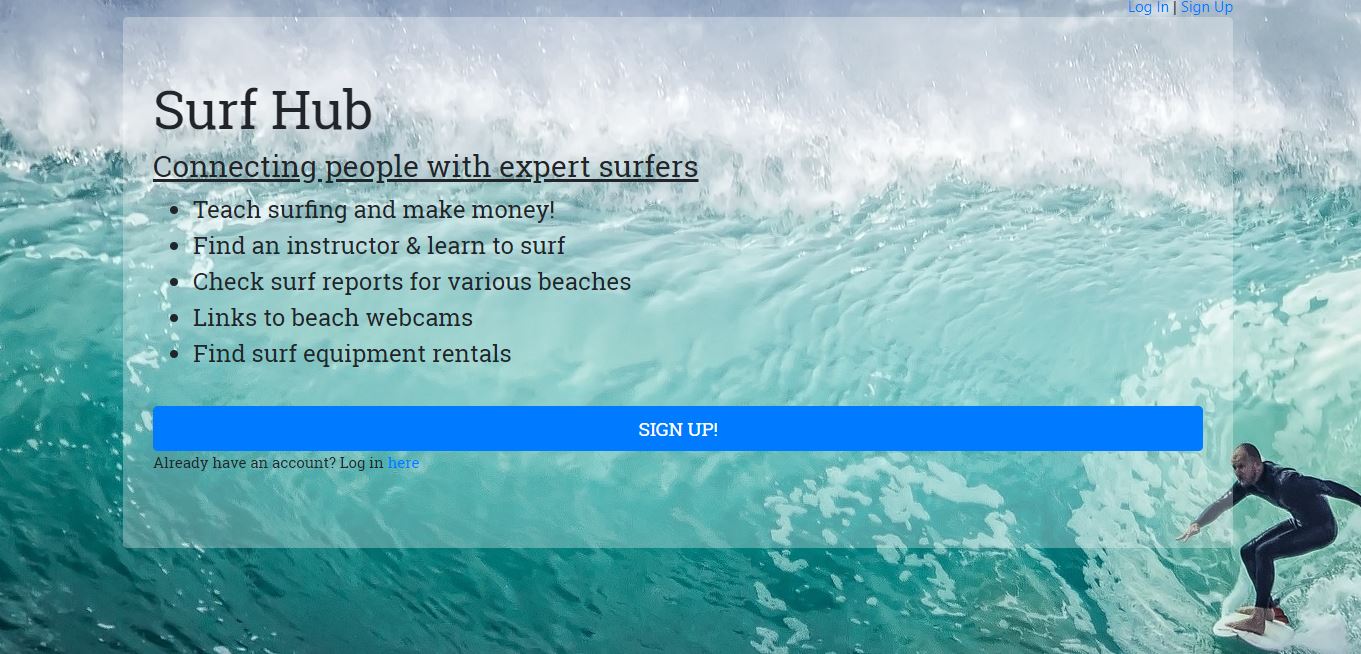 Log In | Sign Up
Surf Hub
Connecting people with expert surfers
Teach surfing and make money!
Find an instructor & learn to surf
Check surf reports for various beaches
Links to beach webcams
Find surf equipment rentals
SIGN UP!
Already have an account? Log in here